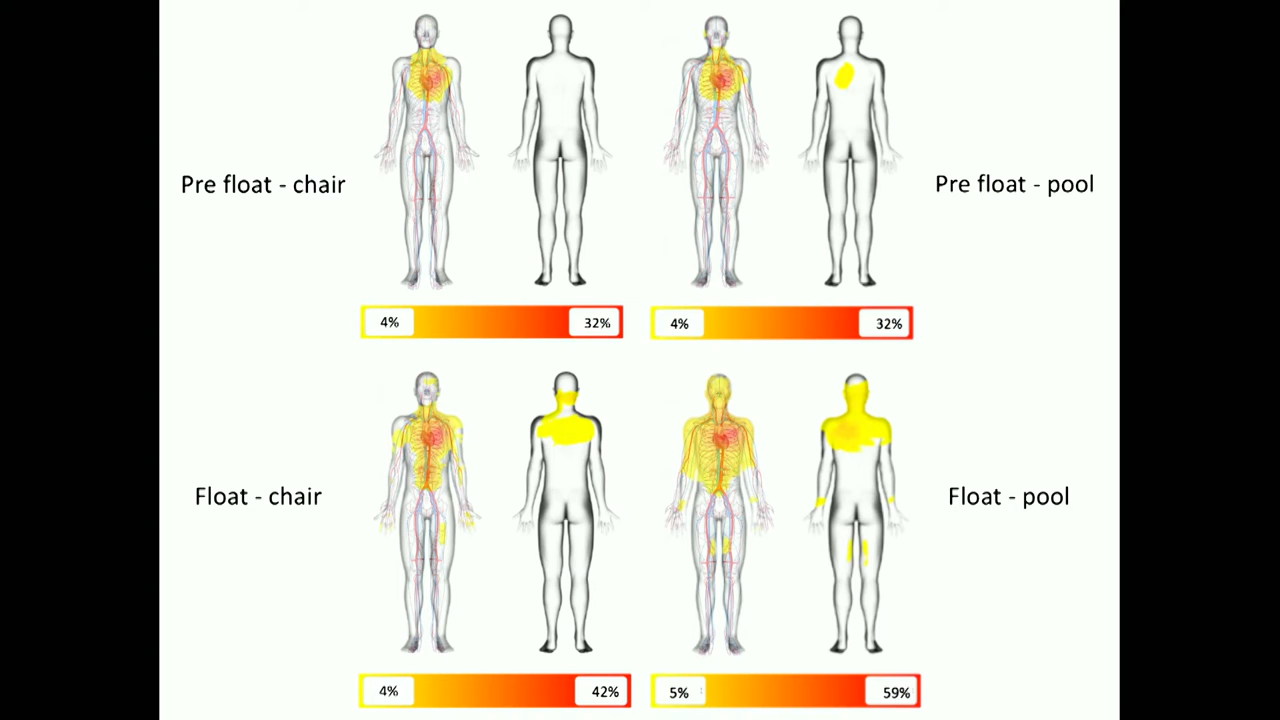 Pre float - chair
Pre float - pool
4%
32%
4%
32%
Float - chair
Float - pool
4%
42%
5%
59%